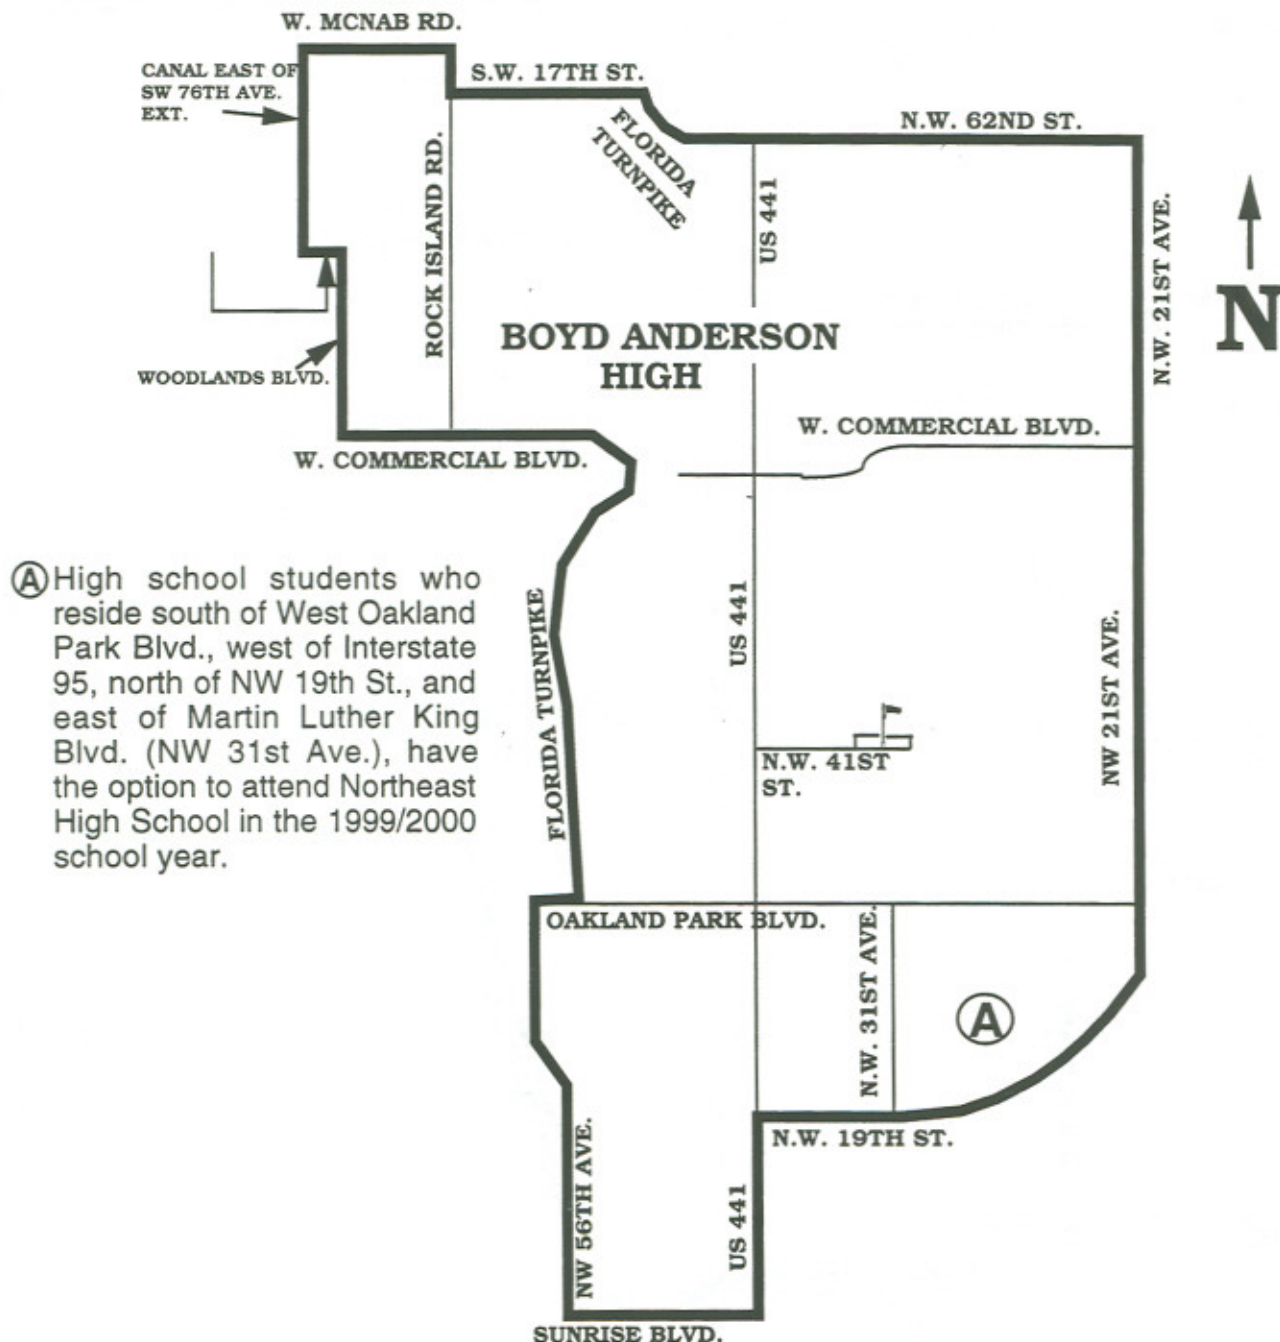 W. MCNAB RD.
CANAL EAST OF
SW 76TH AVE.
EXT.
S.W. 17TH ST.
FLORIDA
TURNPIKE
N.W. 62ND ST.
ROCK ISLAND RD.
US 441
N.W. 21ST AVE.
N
BOYD ANDERSON
HIGH
WOODLANDS BLVD.
W. COMMERCIAL BLVD.
W. COMMERCIAL BLVD.
Ⓐ High school students who
reside south of West Oakland
Park Blvd., west of Interstate
95, north of NW 19th St., and
east of Martin Luther King
Blvd. (NW 31st Ave.), have
the option to attend Northeast
High School in the 1999/2000
school year.
FLORIDA TURNPIKE
US 441
NW 21ST AVE.
N.W. 41ST
ST.
OAKLAND PARK BLVD.
N.W. 31ST AVE.
Ⓐ
N.W. 19TH ST.
NW 56TH AVE.
US 441
SUNRISE BLVD.